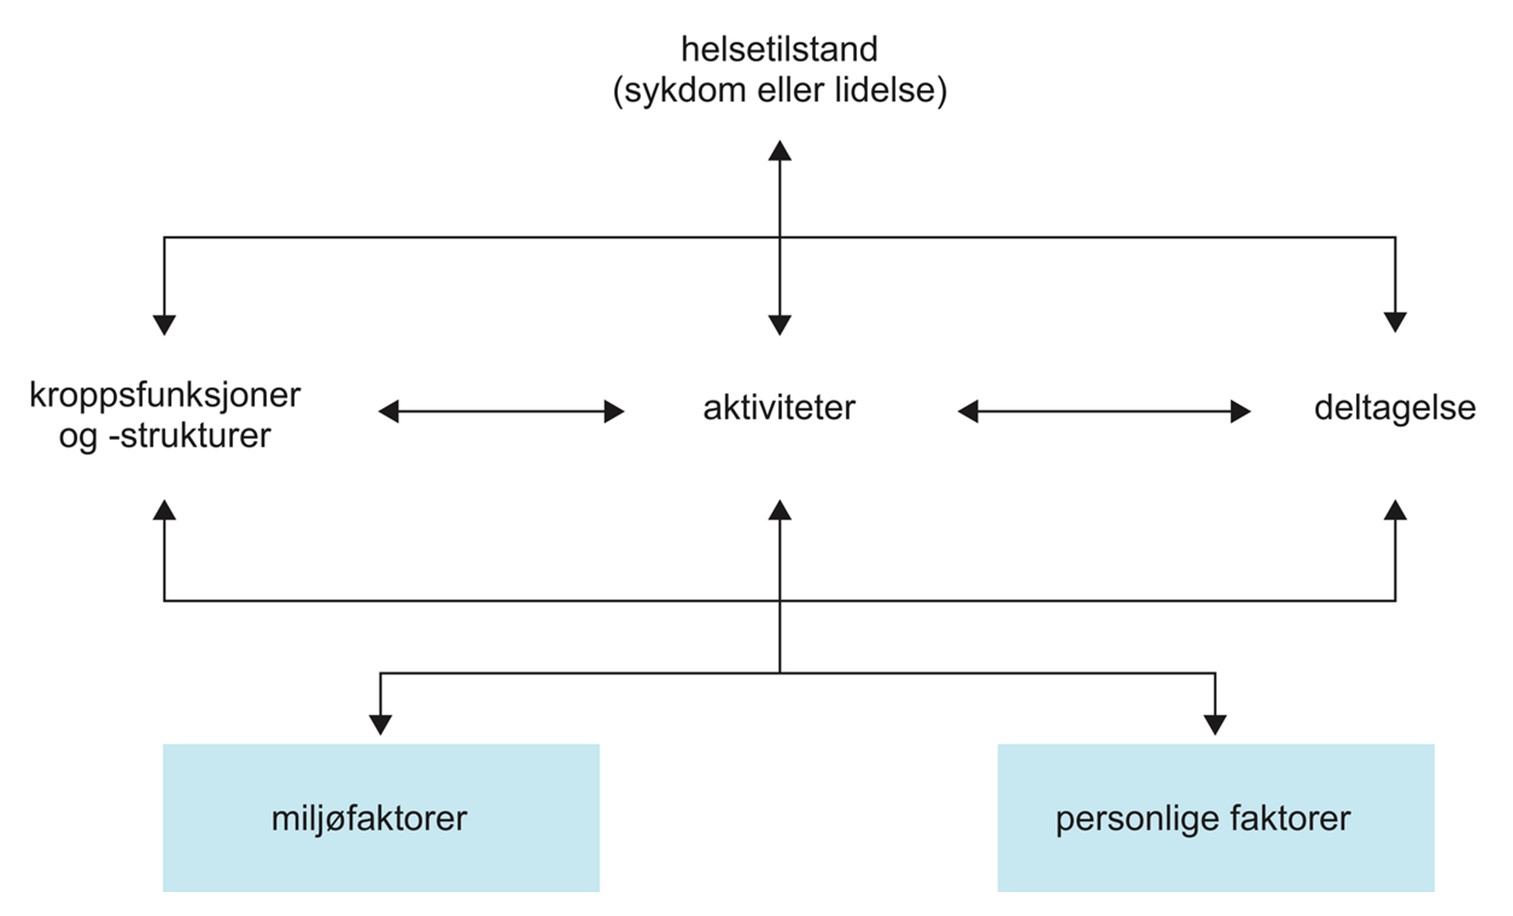 helsetilstand
(sykdom eller lidelse)
kroppsfunksjoner
og -strukturer
aktiviteter
deltagelse
miljøfaktorer
personlige faktorer